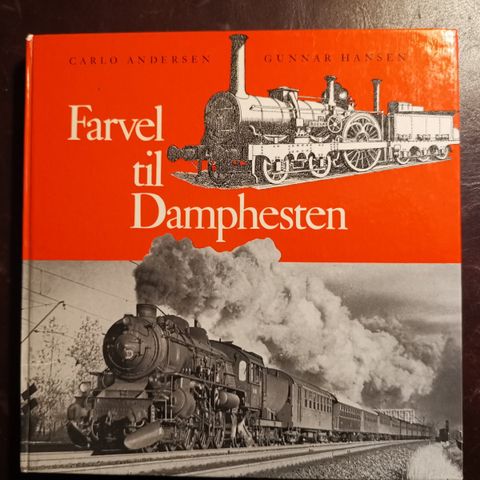 CARLO ANDERSEN GUNNAR HANSEN
Farvel
til
Damphesten